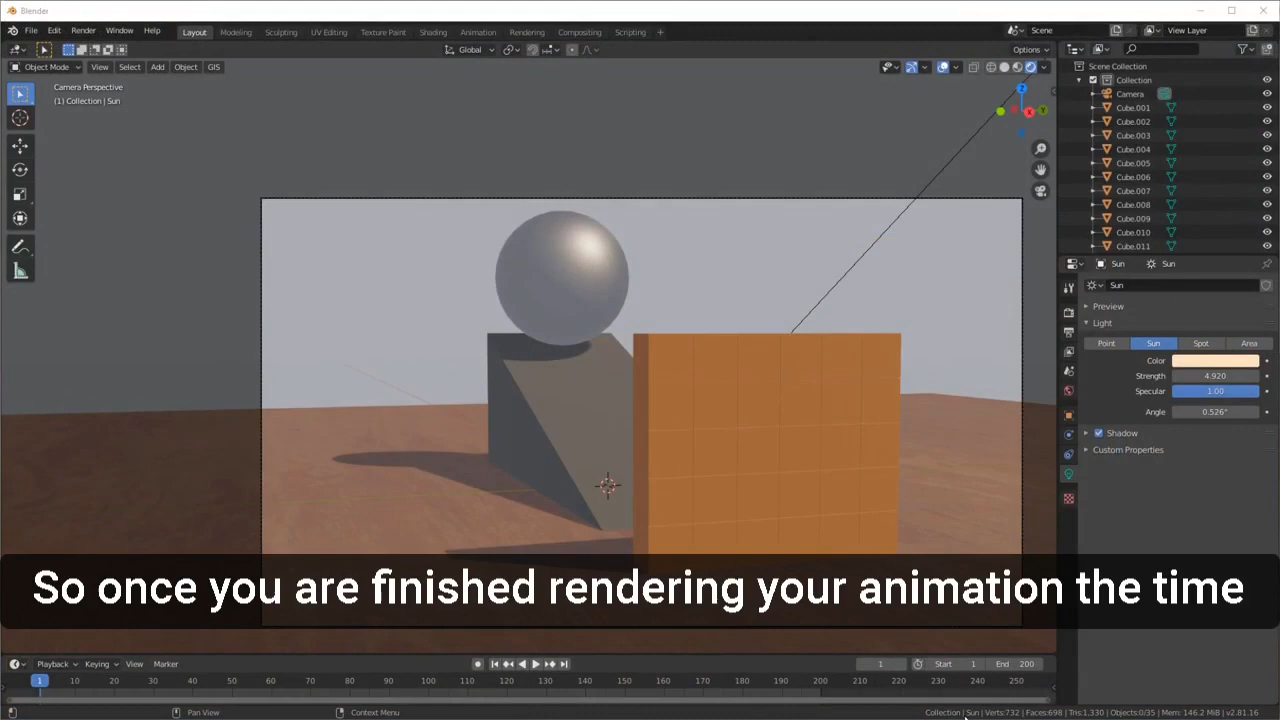 Blender
File Edit Render Window Help Layout Modeling Sculpting UV Editing Texture Paint Shading Animation Rendering Compositing Scripting + Scene View Layer
Global Options
Object Mode View Select Add Object GIS
Camera Perspective
(1) Collection | Sun
Z
X
Y
Scene Collection
Collection
Camera
Cube.001
Cube.002
Cube.003
Cube.004
Cube.005
Cube.006
Cube.007
Cube.008
Cube.009
Cube.010
Cube.011
Sun Sun
Sun
Preview
Light
Point Sun Spot Area
Color
Strength 4.920
Specular 1.00
Angle 0.526°
Shadow
Custom Properties
So once you are finished rendering your animation the time
Playback Keying View Marker 1 Start 1 End 200
1 10 20 30 40 50 60 70 80 90 100 110 120 130 140 150 160 170 180 190 200 210 220 230 240 250
Pan View Context Menu Collection | Sun | Verts:732 | Faces:698 | Tris:1,330 | Objects:0/35 | Mem: 146.2 MiB | v2.81.16